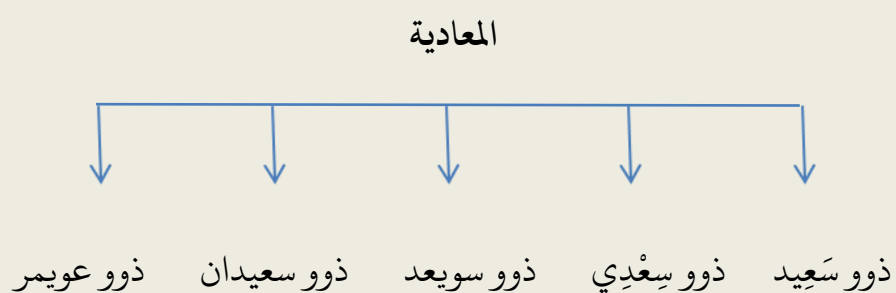 المعادية
ذوو سَعِيد ذوو سِعْدِي ذوو سويعد ذوو سعيدان ذوو عويمر